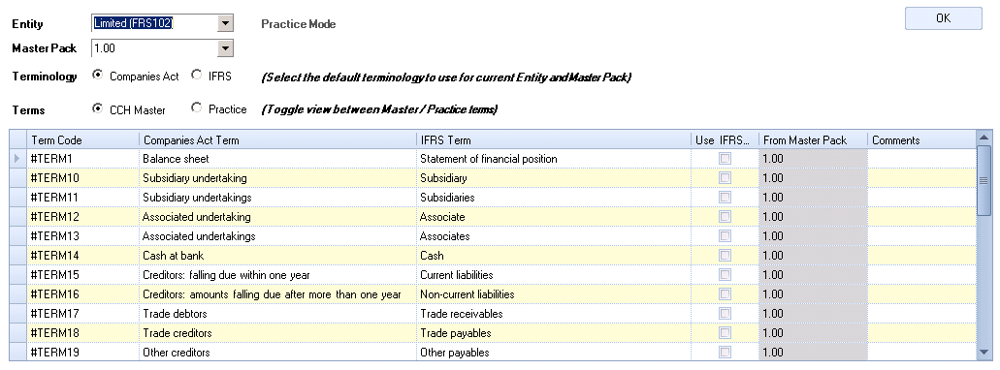 Entity Limited (FRS102) Practice Mode OK
Master Pack 1.00
Terminology Companies Act IFRS (Select the default terminology to use for current Entity and Master Pack)
Terms CCH Master Practice (Toggle view between Master / Practice terms)
Term Code Companies Act Term IFRS Term Use IFRS... From Master Pack Comments
#TERM1 Balance sheet Statement of financial position 1.00
#TERM10 Subsidiary undertaking Subsidiary 1.00
#TERM11 Subsidiary undertakings Subsidiaries 1.00
#TERM12 Associated undertaking Associate 1.00
#TERM13 Associated undertakings Associates 1.00
#TERM14 Cash at bank Cash 1.00
#TERM15 Creditors: falling due within one year Current liabilities 1.00
#TERM16 Creditors: amounts falling due after more than one year Non-current liabilities 1.00
#TERM17 Trade debtors Trade receivables 1.00
#TERM18 Trade creditors Trade payables 1.00
#TERM19 Other creditors Other payables 1.00